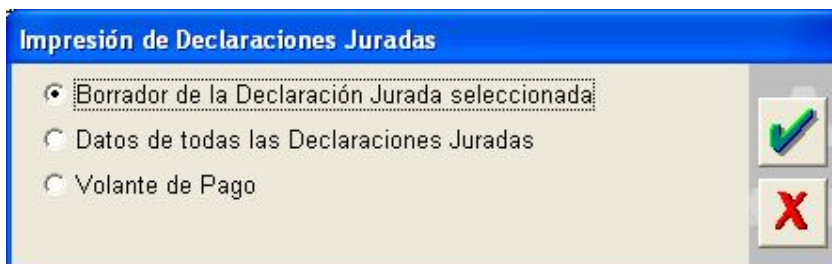 Impresión de Declaraciones Juradas
Borrador de la Declaración Jurada seleccionada
Datos de todas las Declaraciones Juradas
Volante de Pago